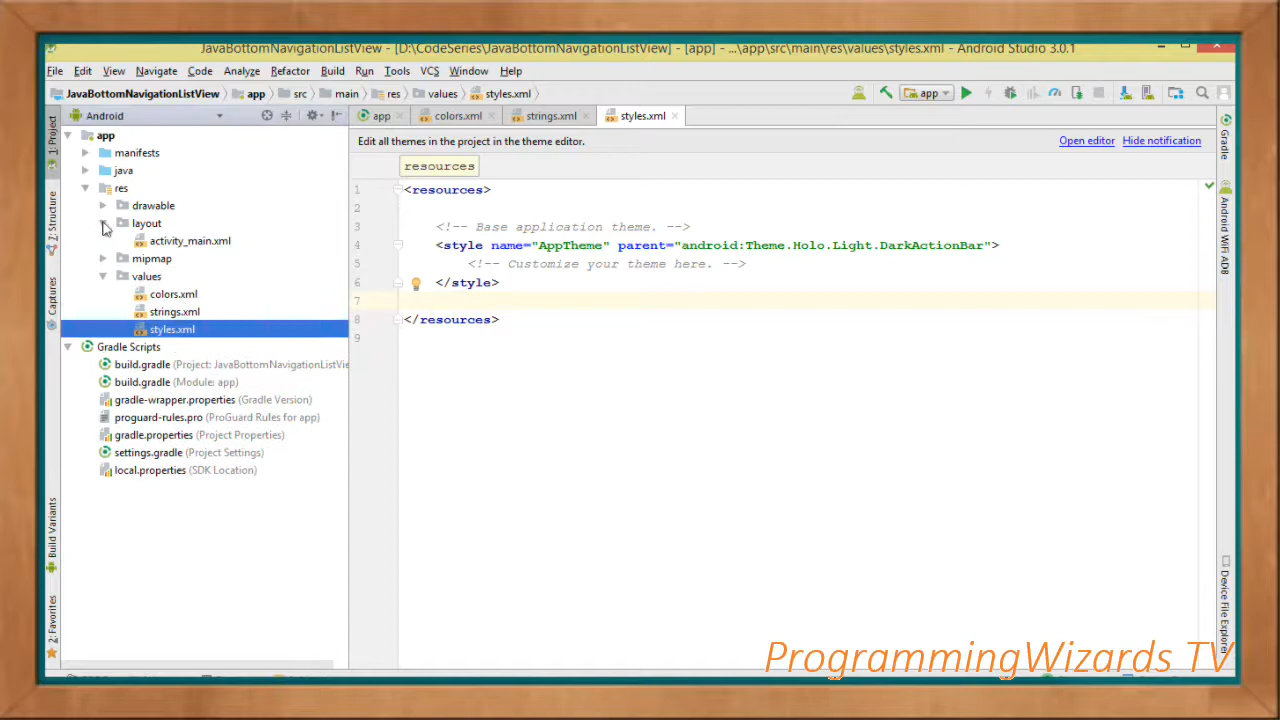 JavaBottomNavigationListView - [D:\CodeSeries\JavaBottomNavigationListView] - [app] - ...\app\src\main\res\values\styles.xml - Android Studio 3.0.1
File Edit View Navigate Code Analyze Refactor Build Run Tools VCS Window Help
JavaBottomNavigationListView app src main res values styles.xml app
Android
app colors.xml strings.xml styles.xml
Edit all themes in the project in the theme editor. Open editor Hide notification
resources
1: Project
Z: Structure
Captures
Build Variants
2: Favorites
app
manifests
java
res
drawable
layout
activity_main.xml
mipmap
values
colors.xml
strings.xml
styles.xml
Gradle Scripts
build.gradle (Project: JavaBottomNavigationListVie
build.gradle (Module: app)
gradle-wrapper.properties (Gradle Version)
proguard-rules.pro (ProGuard Rules for app)
gradle.properties (Project Properties)
settings.gradle (Project Settings)
local.properties (SDK Location)
1 <resources>
2
3 <!-- Base application theme. -->
4 <style name="AppTheme" parent="android:Theme.Holo.Light.DarkActionBar">
5 <!-- Customize your theme here. -->
6 </style>
7
8 </resources>
9
Gradle
Android WiFi ADB
Device File Explorer
ProgrammingWizards TV